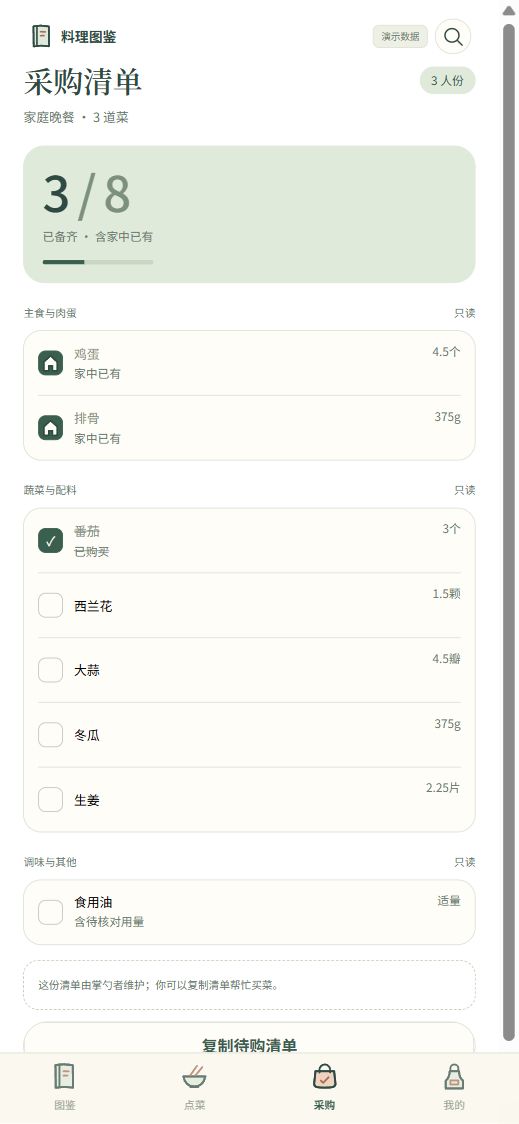 料理图鉴
演示数据
采购清单
3 人份
家庭晚餐 · 3 道菜
3/8
已备齐 · 含家中已有
主食与肉蛋
只读
鸡蛋
4.5个
家中已有
排骨
375g
家中已有
蔬菜与配料
只读
番茄
3个
已购买
西兰花
1.5颗
大蒜
4.5瓣
冬瓜
375g
生姜
2.25片
调味与其他
只读
食用油
适量
含待核对用量
这份清单由掌勺者维护；你可以复制清单帮忙买菜。
复制待购清单
图鉴
点菜
采购
我的